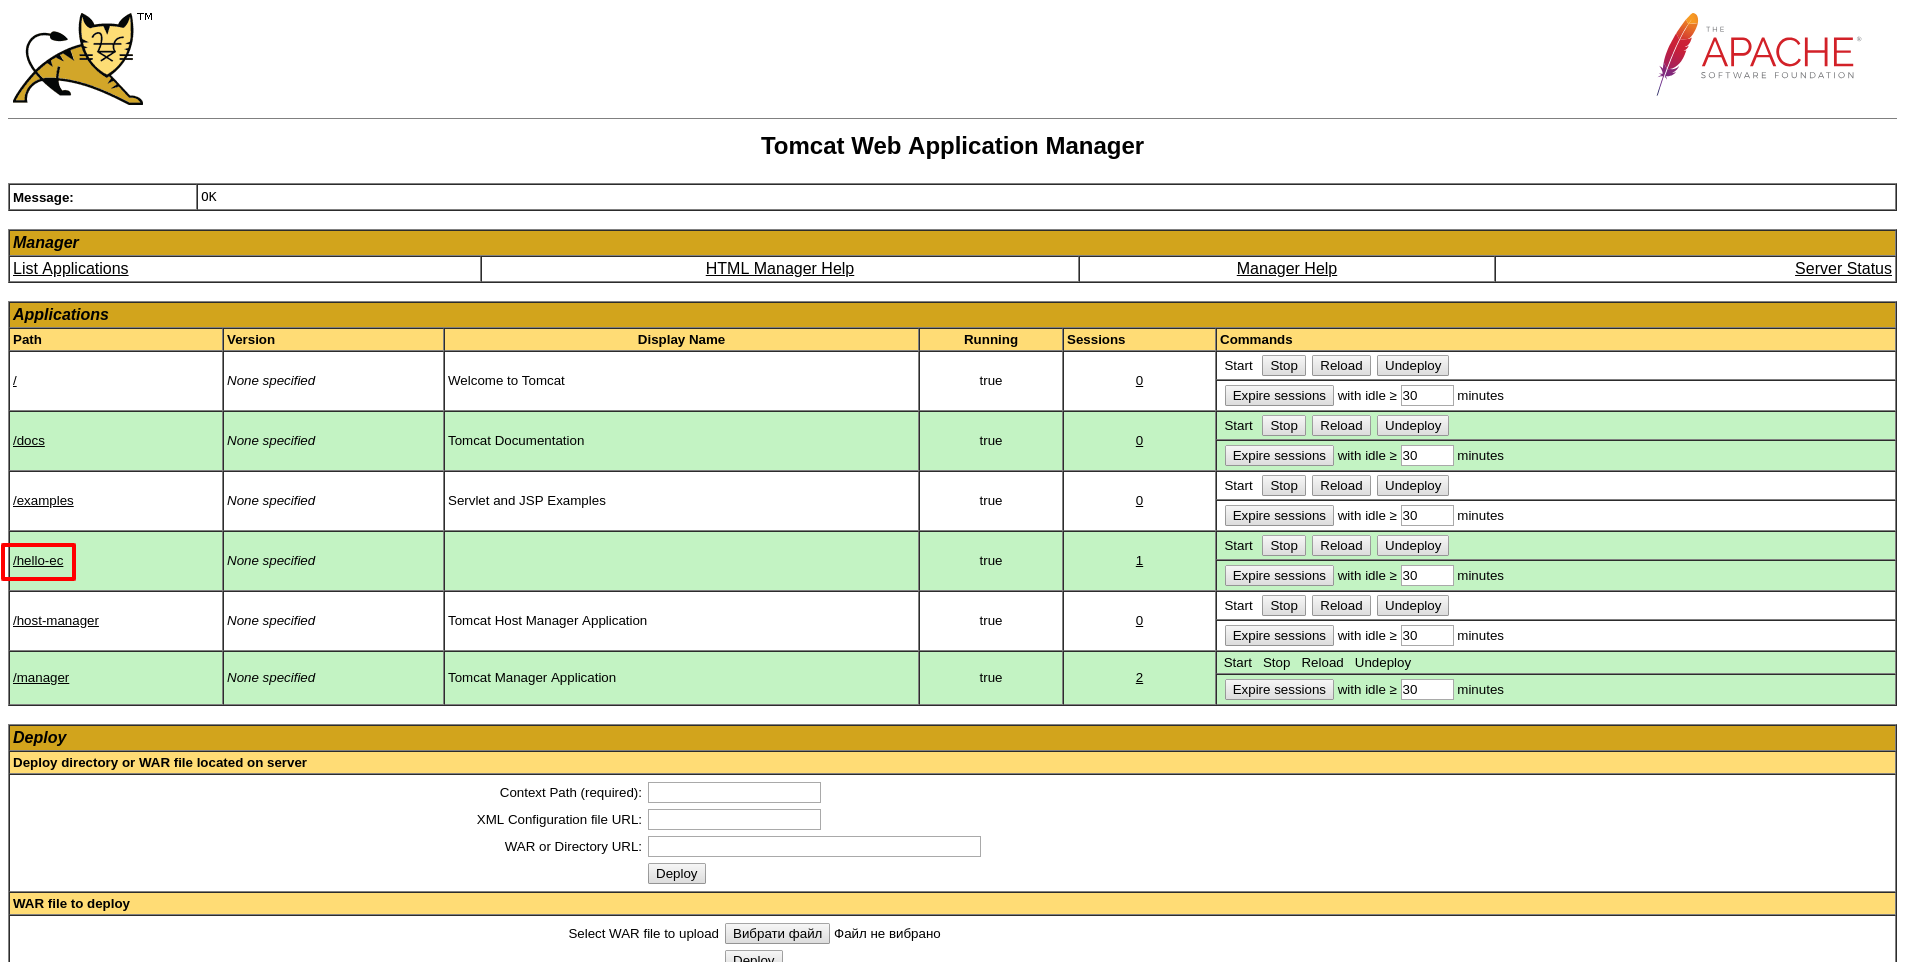 TM
THE
APACHE®
SOFTWARE FOUNDATION
Tomcat Web Application Manager
Message: OK
Manager
List Applications HTML Manager Help Manager Help Server Status
Applications
Path Version Display Name Running Sessions Commands
/ None specified Welcome to Tomcat true 0 Start Stop Reload Undeploy
Expire sessions with idle ≥ 30 minutes
/docs None specified Tomcat Documentation true 0 Start Stop Reload Undeploy
Expire sessions with idle ≥ 30 minutes
/examples None specified Servlet and JSP Examples true 0 Start Stop Reload Undeploy
Expire sessions with idle ≥ 30 minutes
/hello-ec None specified true 1 Start Stop Reload Undeploy
Expire sessions with idle ≥ 30 minutes
/host-manager None specified Tomcat Host Manager Application true 0 Start Stop Reload Undeploy
Expire sessions with idle ≥ 30 minutes
/manager None specified Tomcat Manager Application true 2 Start Stop Reload Undeploy
Expire sessions with idle ≥ 30 minutes
Deploy
Deploy directory or WAR file located on server
Context Path (required):
XML Configuration file URL:
WAR or Directory URL:
Deploy
WAR file to deploy
Select WAR file to upload Вибрати файл Файл не вибрано
Deploy